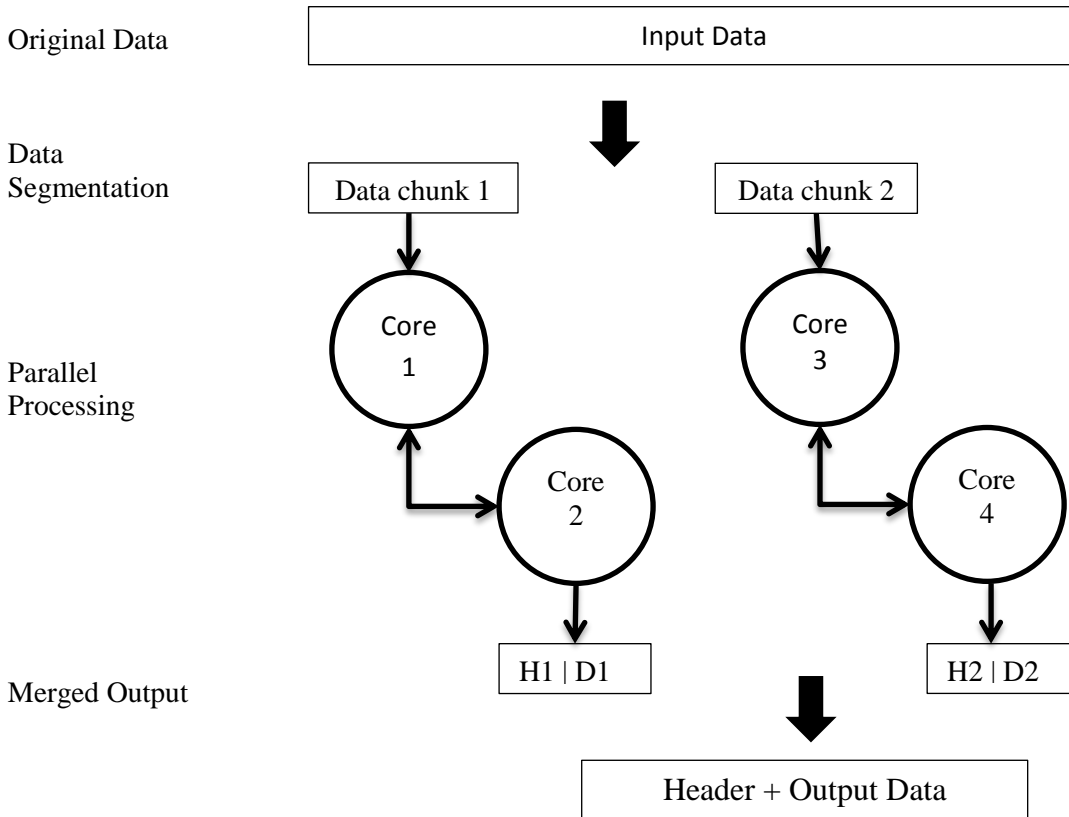 Original Data
Input Data
Data
Segmentation
Data chunk 1
Data chunk 2
Core
1
Core
3
Parallel
Processing
Core
2
Core
4
H1 | D1
H2 | D2
Merged Output
Header + Output Data